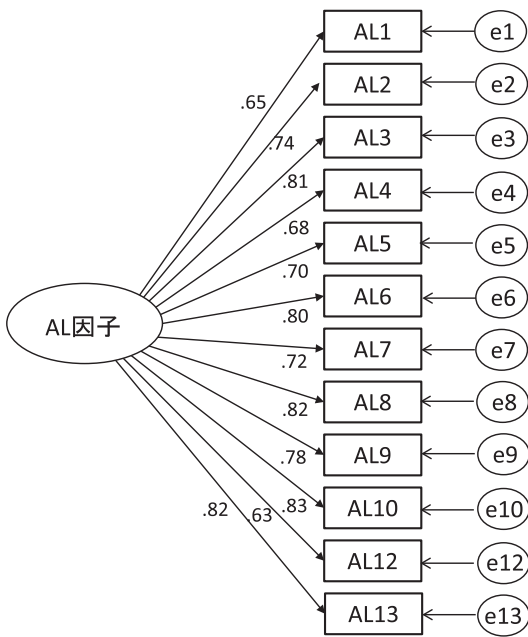 AL1
e1
AL2
e2
.65
AL3
e3
.74
AL4
e4
.81
AL5
e5
.68
.70
AL6
e6
AL因子
.80
AL7
e7
.72
AL8
e8
.82
AL9
e9
.78
AL10
e10
.82
.63
.83
AL12
e12
AL13
e13